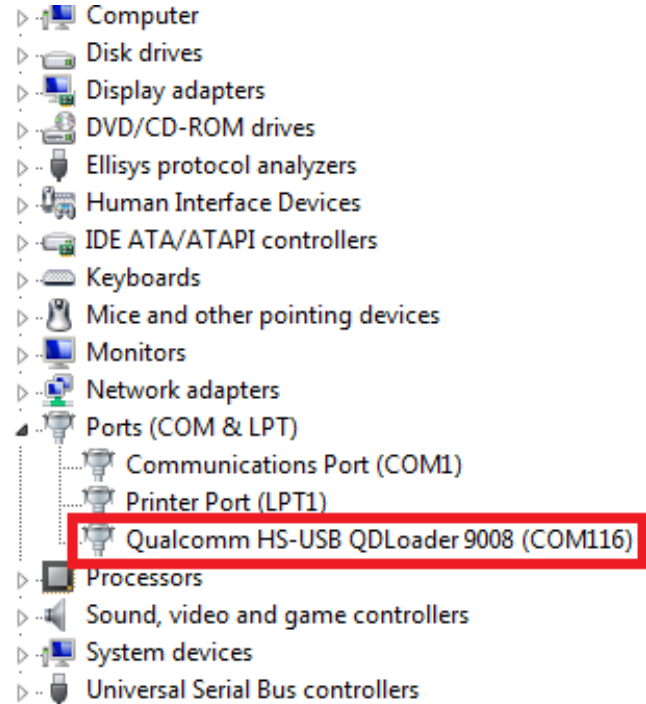 Computer
Disk drives
Display adapters
DVD/CD-ROM drives
Ellisys protocol analyzers
Human Interface Devices
IDE ATA/ATAPI controllers
Keyboards
Mice and other pointing devices
Monitors
Network adapters
Ports (COM & LPT)
Communications Port (COM1)
Printer Port (LPT1)
Qualcomm HS-USB QDLoader 9008 (COM116)
Processors
Sound, video and game controllers
System devices
Universal Serial Bus controllers